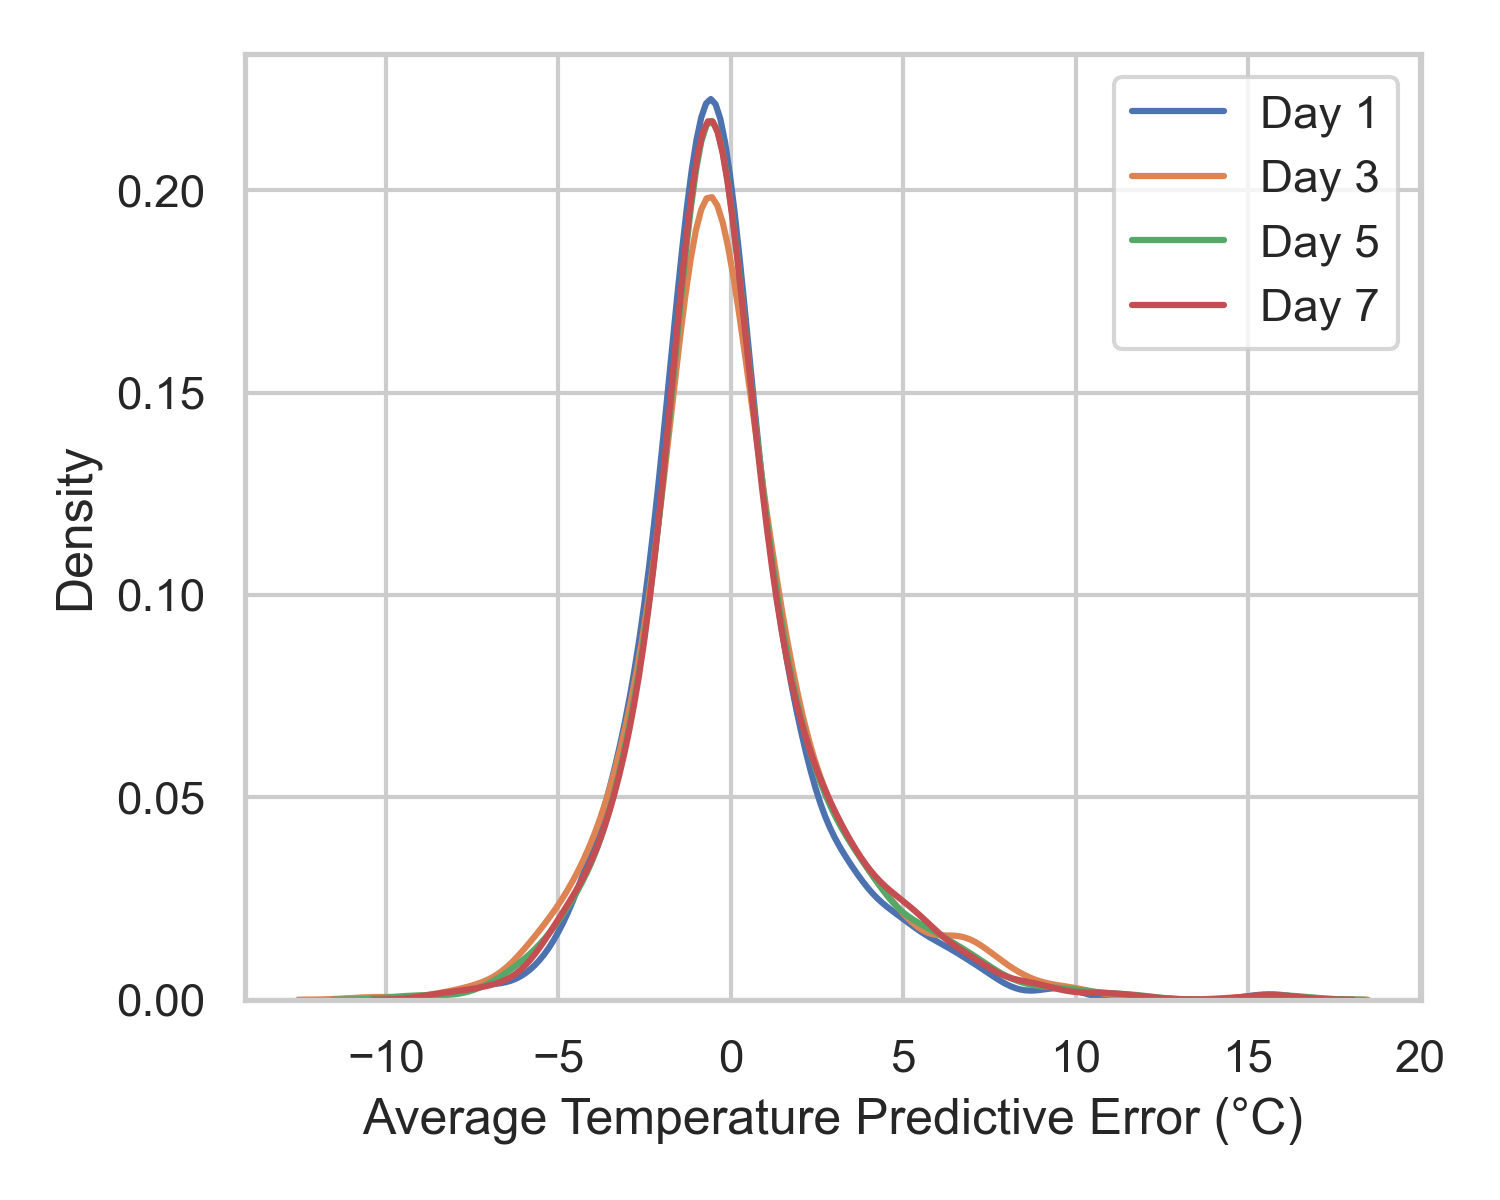 Day 1
Day 3
Day 5
Day 7
0.20
0.15
0.10
0.05
0.00
Density
−10 −5 0 5 10 15 20
Average Temperature Predictive Error (°C)